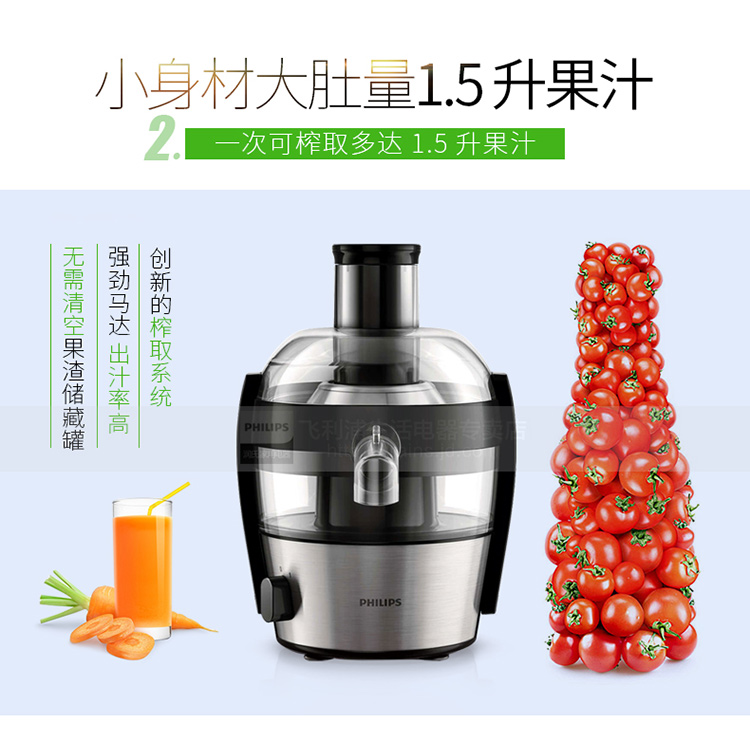 小身材大肚量1.5升果汁
2.
一次可榨取多达 1.5 升果汁
创新的榨取系统
强劲马达 出汁率高
无需清空果渣储藏罐
PHILIPS
PHILIPS